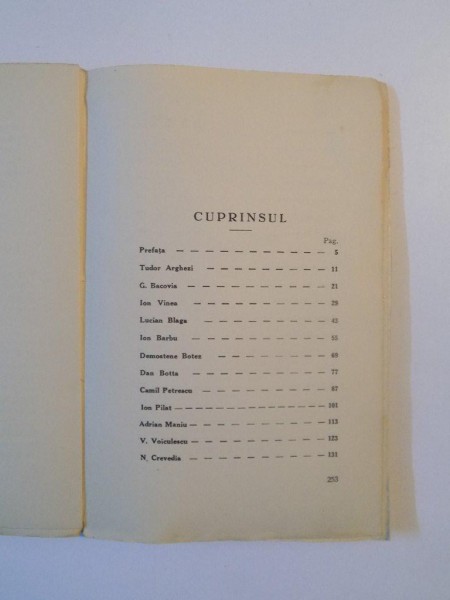 CUPRINSUL
Pag.
Prefața — — — — — — — — 5
Tudor Arghezi — — — — — — — 11
G. Bacovia — — — — — — — 21
Ion Vinea — — — — — — — 29
Lucian Blaga — — — — — — — 43
Ion Barbu — — — — — — — 55
Demostene Botez — — — — — — 69
Dan Botta — — — — — — — 77
Camil Petrescu — — — — — — — 87
Ion Pilat — — — — — — — — 101
Adrian Maniu — — — — — — — 113
V. Voiculescu — — — — — — — 123
N. Crevedia — — — — — — — 131
253